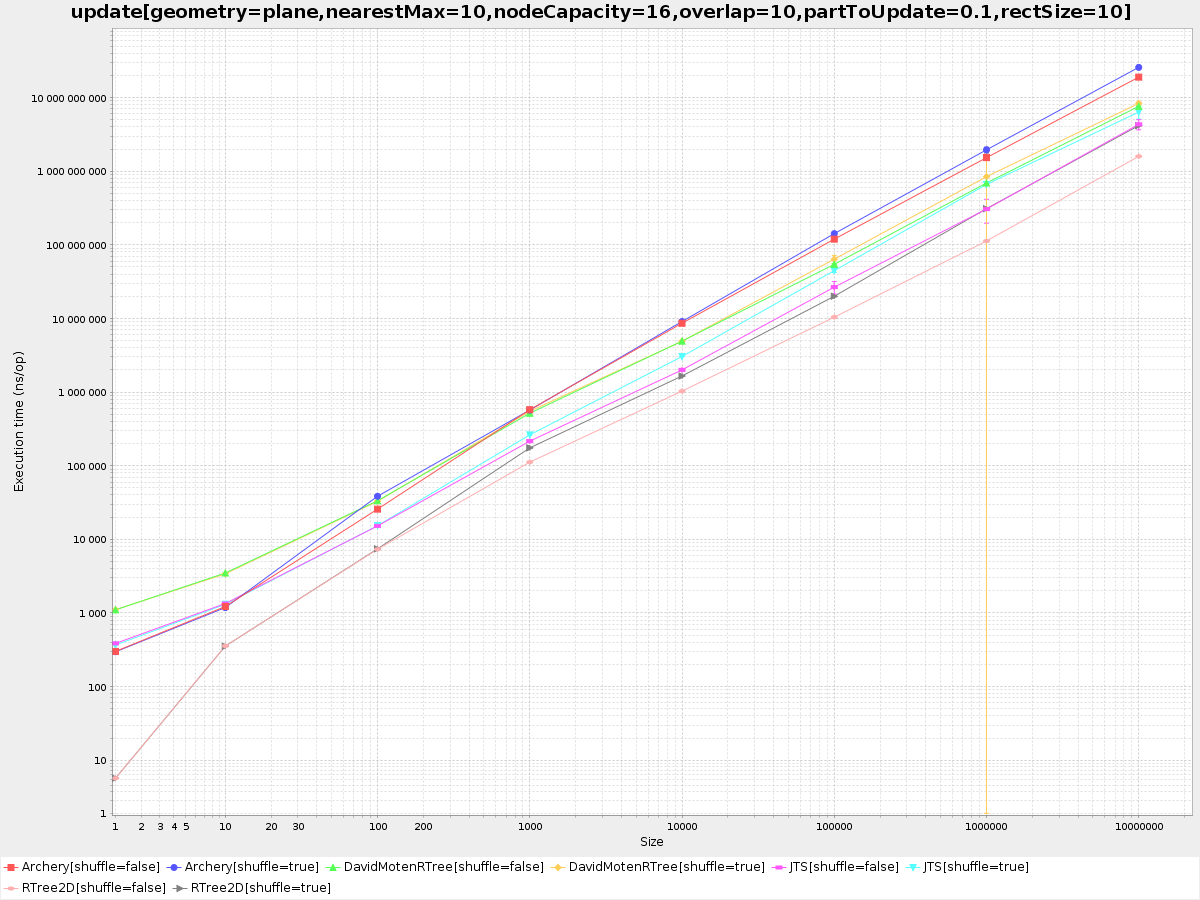 update[geometry=plane,nearestMax=10,nodeCapacity=16,overlap=10,partToUpdate=0.1,rectSize=10]
Execution time (ns/op)
10 000 000 000
1 000 000 000
100 000 000
10 000 000
1 000 000
100 000
10 000
1 000
100
10
1
1 2 3 4 5 10 20 30 100 200 1000 10000 100000 1000000 10000000
Size
Archery[shuffle=false] Archery[shuffle=true] DavidMotenRTree[shuffle=false] DavidMotenRTree[shuffle=true] JTS[shuffle=false] JTS[shuffle=true]
RTree2D[shuffle=false] RTree2D[shuffle=true]